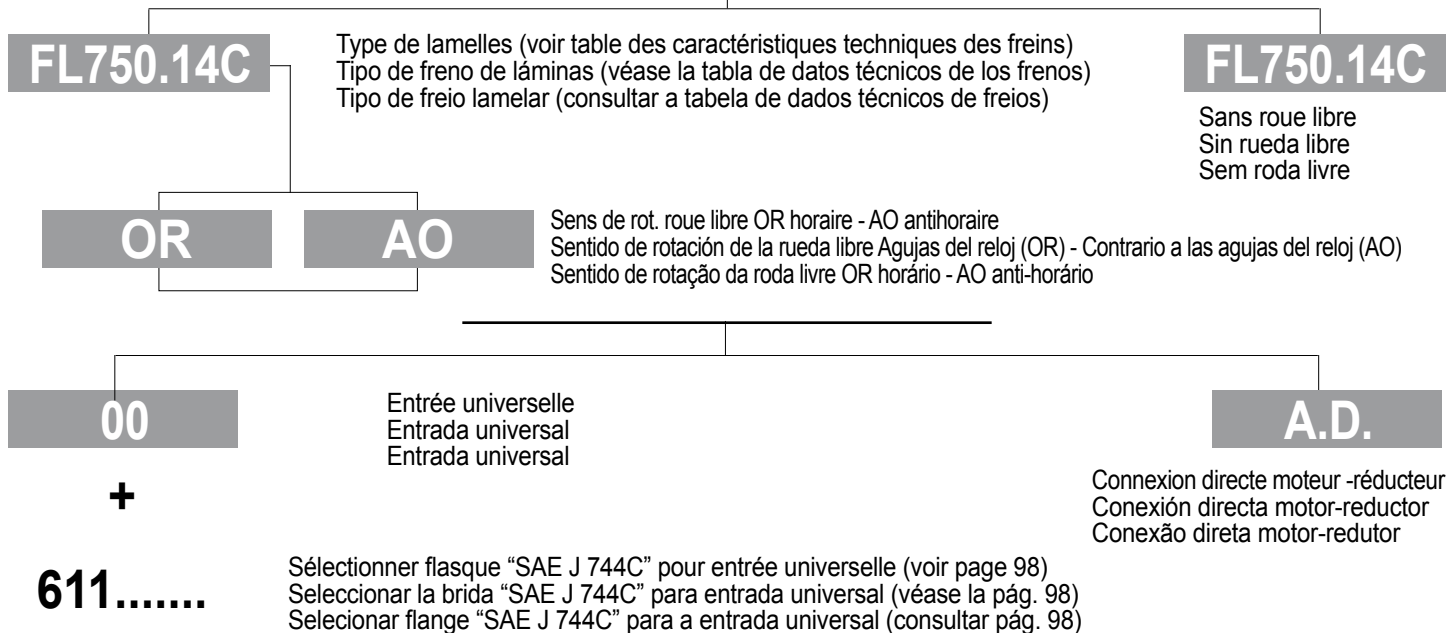 FL750.14C
Type de lamelles (voir table des caractéristiques techniques des freins)
Tipo de freno de láminas (véase la tabla de datos técnicos de los frenos)
Tipo de freio lamelar (consultar a tabela de dados técnicos de freios)
FL750.14C
Sans roue libre
Sin rueda libre
Sem roda livre
OR
AO
Sens de rot. roue libre OR horaire - AO antihoraire
Sentido de rotación de la rueda libre Agujas del reloj (OR) - Contrario a las agujas del reloj (AO)
Sentido de rotação da roda livre OR horário - AO anti-horário
00
Entrée universelle
Entrada universal
Entrada universal
A.D.
Connexion directe moteur -réducteur
Conexión directa motor-reductor
Conexão direta motor-redutor
+
611.......
Sélectionner flasque “SAE J 744C” pour entrée universelle (voir page 98)
Seleccionar la brida “SAE J 744C” para entrada universal (véase la pág. 98)
Selecionar flange “SAE J 744C” para a entrada universal (consultar pág. 98)